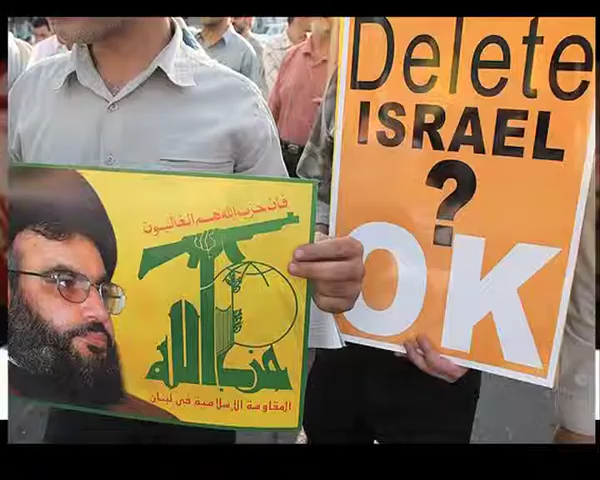 فإن حزب الله هم الغالبون
حزب الله
المقاومة الإسلامية في لبنان
Delete
ISRAEL
?
OK